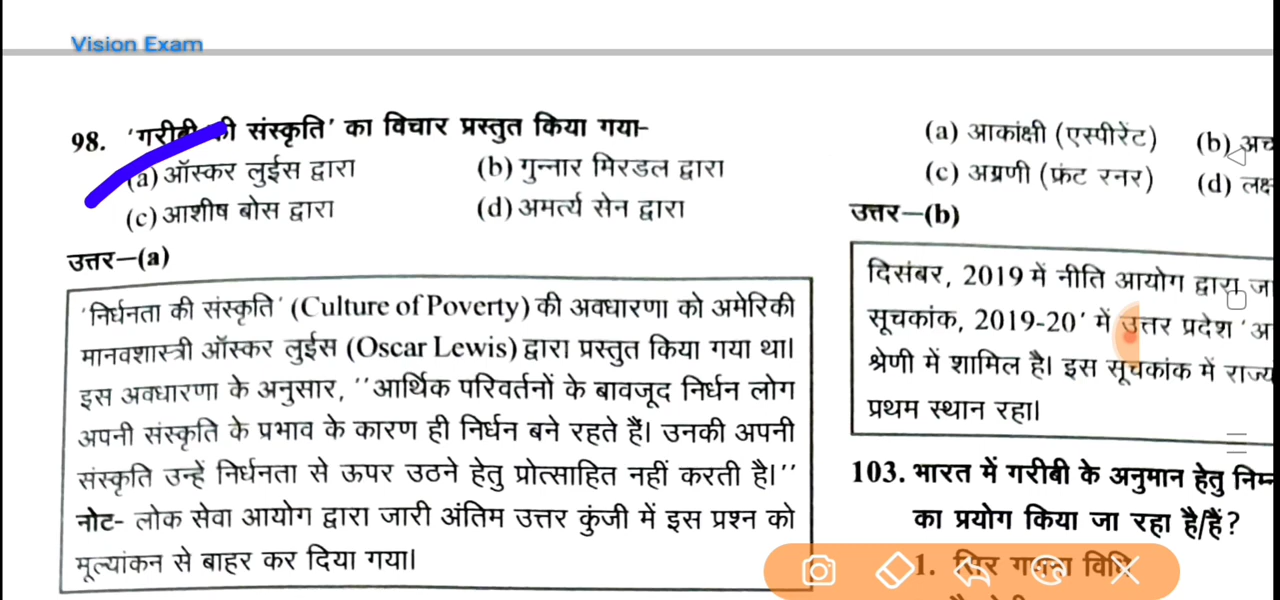 Vision Exam
98. 'गरीबी की संस्कृति' का विचार प्रस्तुत किया गया-
(a) ऑस्कर लुईस द्वारा (b) गुन्नार मिरडल द्वारा
(c) आशीष बोस द्वारा (d) अमर्त्य सेन द्वारा
उत्तर—(a)
'निर्धनता की संस्कृति' (Culture of Poverty) की अवधारणा को अमेरिकी
मानवशास्त्री ऑस्कर लुईस (Oscar Lewis) द्वारा प्रस्तुत किया गया था।
इस अवधारणा के अनुसार, ''आर्थिक परिवर्तनों के बावजूद निर्धन लोग
अपनी संस्कृति के प्रभाव के कारण ही निर्धन बने रहते हैं। उनकी अपनी
संस्कृति उन्हें निर्धनता से ऊपर उठने हेतु प्रोत्साहित नहीं करती है।''
नोट- लोक सेवा आयोग द्वारा जारी अंतिम उत्तर कुंजी में इस प्रश्न को
मूल्यांकन से बाहर कर दिया गया।
(a) आकांक्षी (एस्पीरेंट) (b)
(c) अग्रणी (फ्रंट रनर) (d)
उत्तर—(b)
दिसंबर, 2019 में नीति आयोग द्वारा
सूचकांक, 2019-20' में उत्तर प्रदेश
श्रेणी में शामिल है। इस सूचकांक में
प्रथम स्थान रहा।
103. भारत में गरीबी के अनुमान हेतु
का प्रयोग किया जा रहा है/हैं?
1. सिर गणना विधि